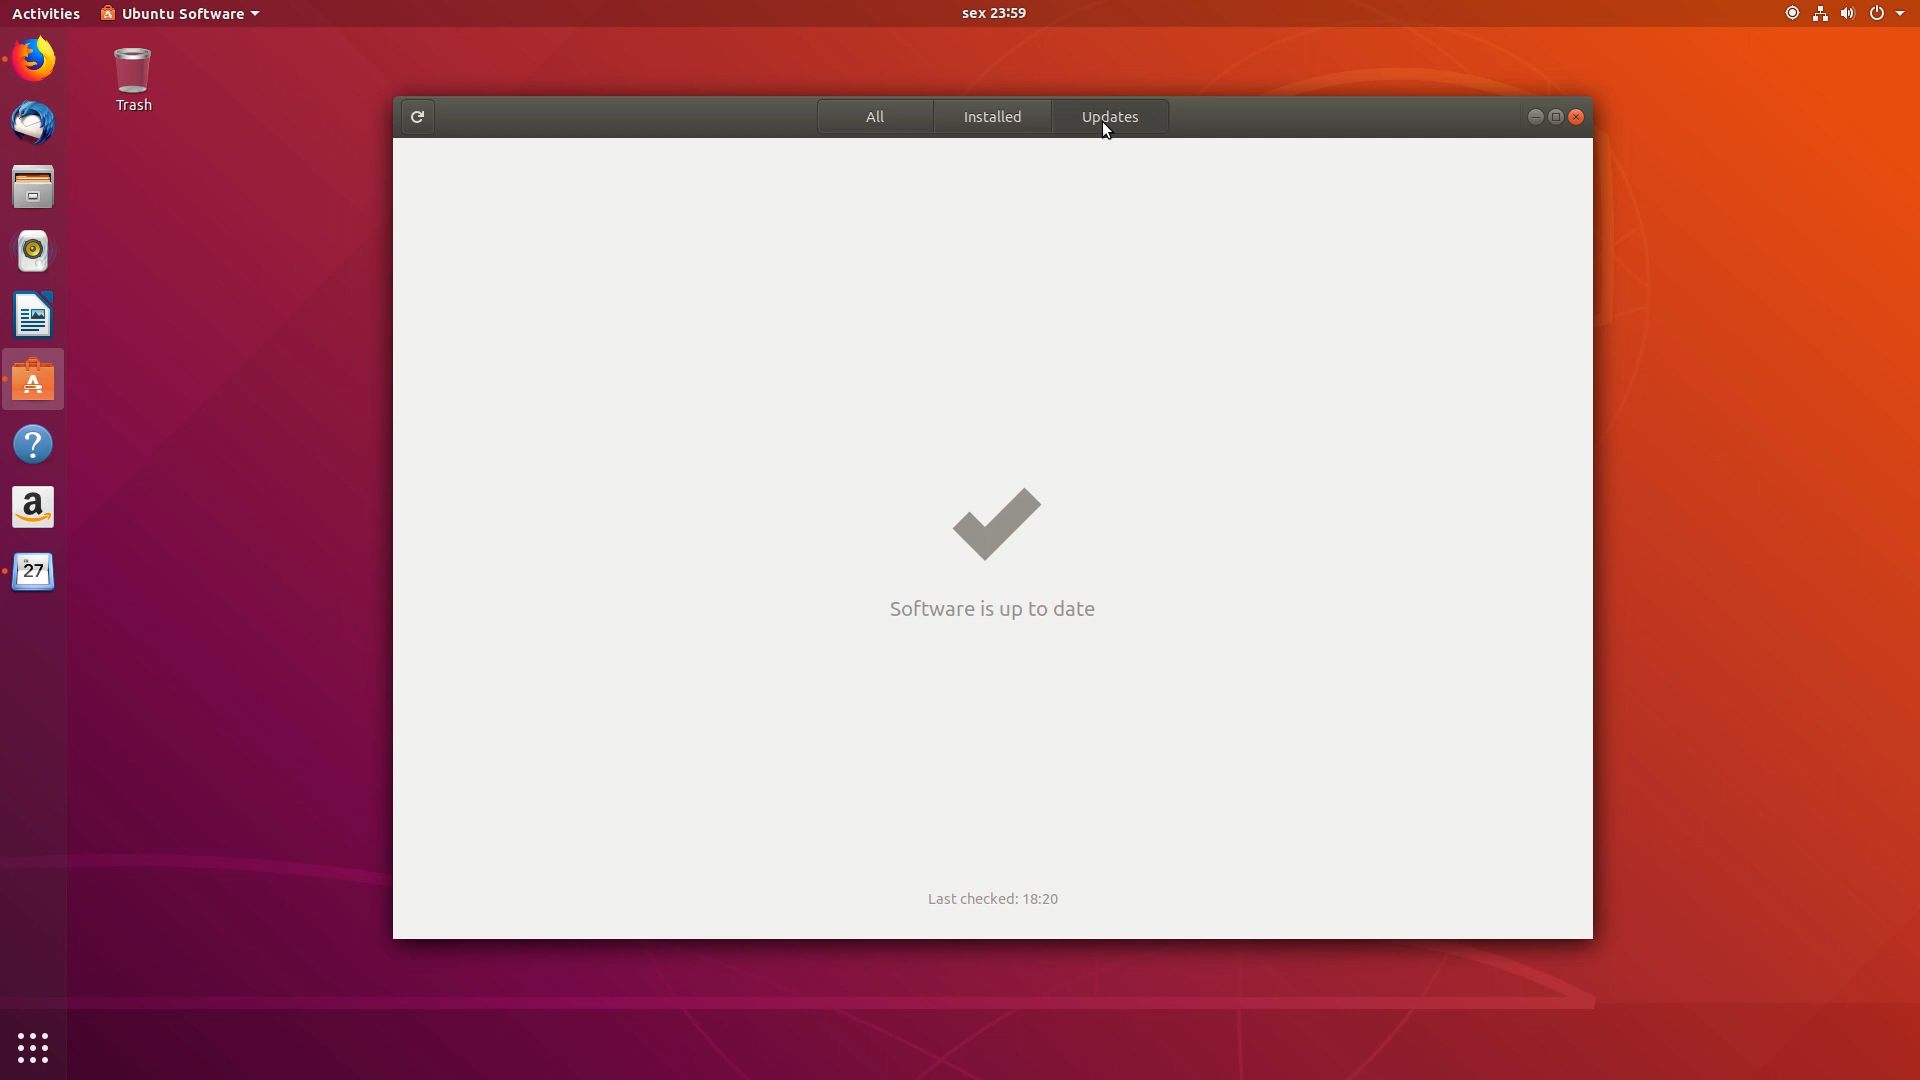 Activities Ubuntu Software sex 23:59
Trash
All Installed Updates
Software is up to date
Last checked: 18:20
?
a
27